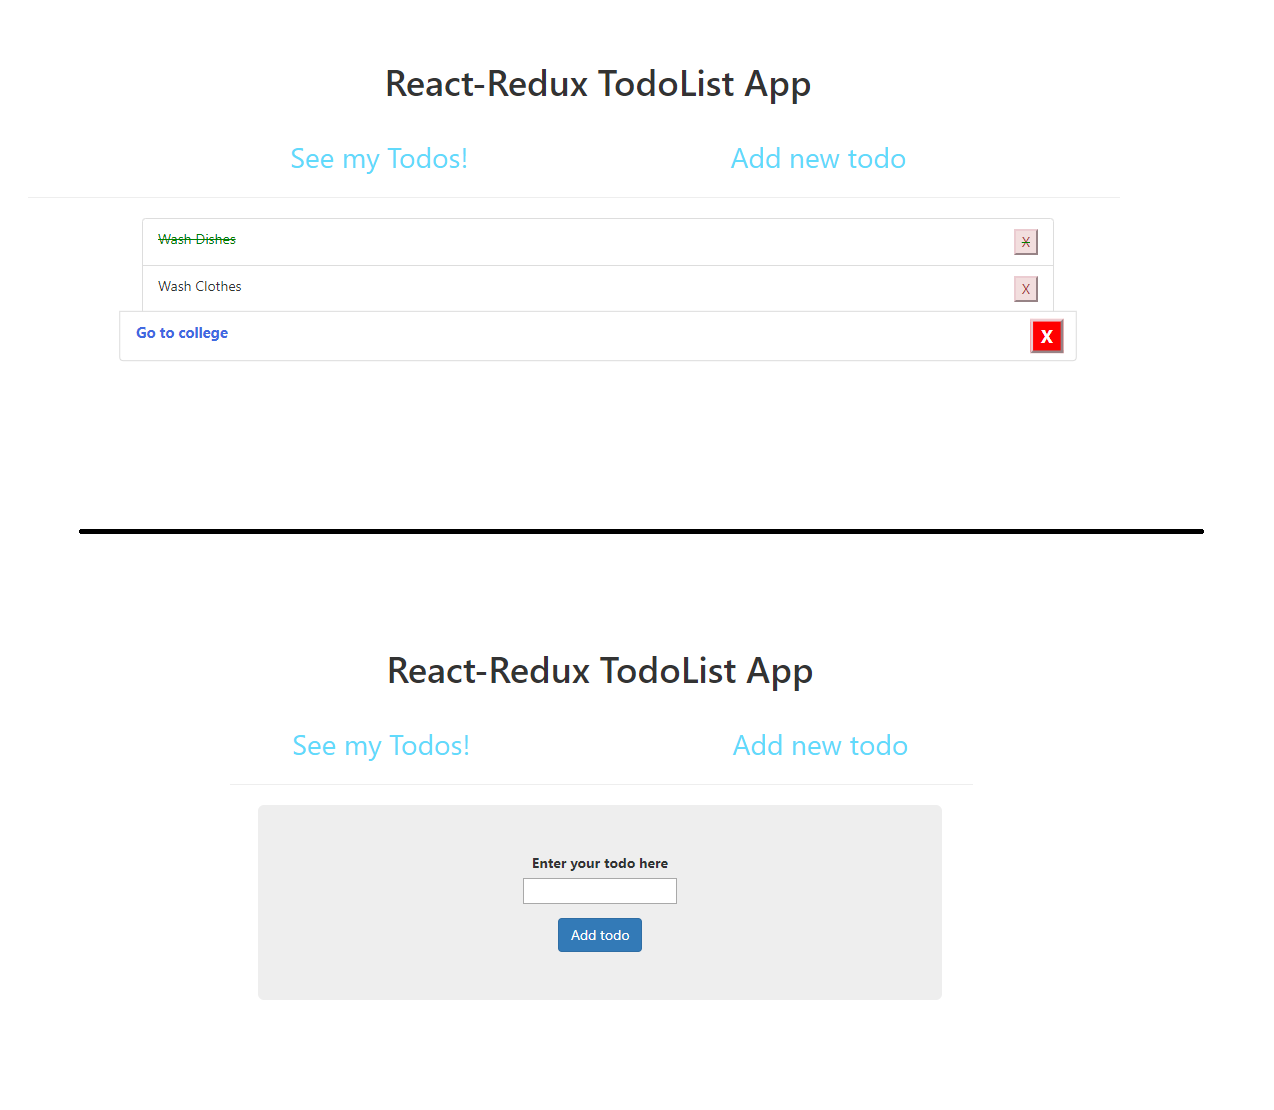 React-Redux TodoList App
See my Todos! Add new todo
Wash Dishes X
Wash Clothes X
Go to college X
React-Redux TodoList App
See my Todos! Add new todo
Enter your todo here
Add todo